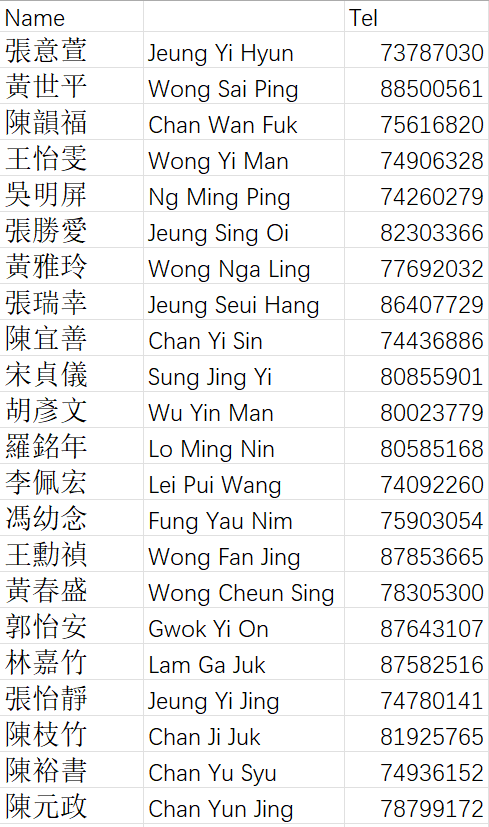 Name Tel
張意萱 Jeung Yi Hyun 73787030
黃世平 Wong Sai Ping 88500561
陳韻福 Chan Wan Fuk 75616820
王怡雯 Wong Yi Man 74906328
吳明屏 Ng Ming Ping 74260279
張勝愛 Jeung Sing Oi 82303366
黃雅玲 Wong Nga Ling 77692032
張瑞幸 Jeung Seui Hang 86407729
陳宜善 Chan Yi Sin 74436886
宋貞儀 Sung Jing Yi 80855901
胡彥文 Wu Yin Man 80023779
羅銘年 Lo Ming Nin 80585168
李佩宏 Lei Pui Wang 74092260
馮幼念 Fung Yau Nim 75903054
王勳禎 Wong Fan Jing 87853665
黃春盛 Wong Cheun Sing 78305300
郭怡安 Gwok Yi On 87643107
林嘉竹 Lam Ga Juk 87582516
張怡靜 Jeung Yi Jing 74780141
陳枝竹 Chan Ji Juk 81925765
陳裕書 Chan Yu Syu 74936152
陳元政 Chan Yun Jing 78799172